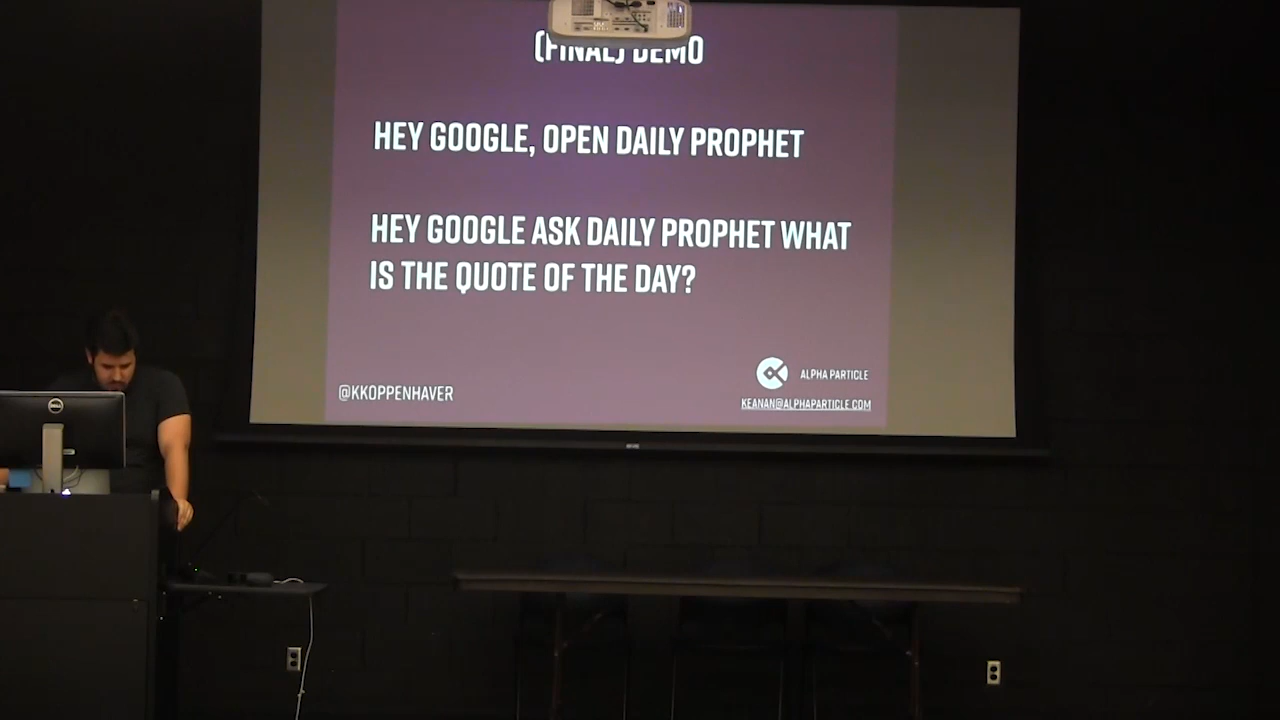 (FINAL) DEMO
HEY GOOGLE, OPEN DAILY PROPHET
HEY GOOGLE ASK DAILY PROPHET WHAT
IS THE QUOTE OF THE DAY?
@KKOPPENHAVER
ALPHA PARTICLE
KEANAN@ALPHAPARTICLE.COM
DELL